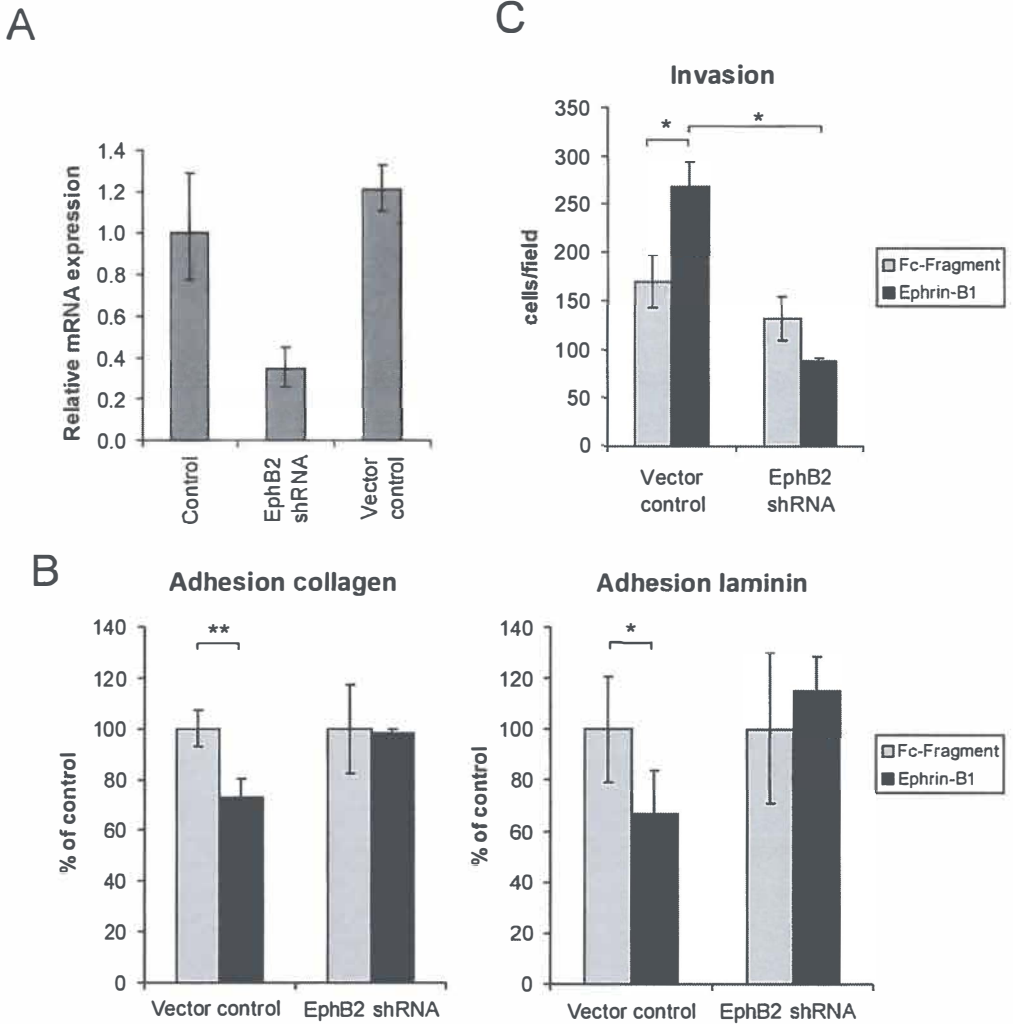 A
Relative mRNA expression
1.4
1.2
1.0
0.8
0.6
0.4
0.2
0.0
Control
EphB2
shRNA
Vector
control
C
Invasion
cells/field
350
300
250
200
150
100
50
0
*
*
Vector
control
EphB2
shRNA
Fc-Fragment
Ephrin-B1
B
Adhesion collagen
% of control
140
120
100
80
60
40
20
0
**
Vector control
EphB2 shRNA
Adhesion laminin
% of control
140
120
100
80
60
40
20
0
*
Vector control
EphB2 shRNA
Fc-Fragment
Ephrin-B1